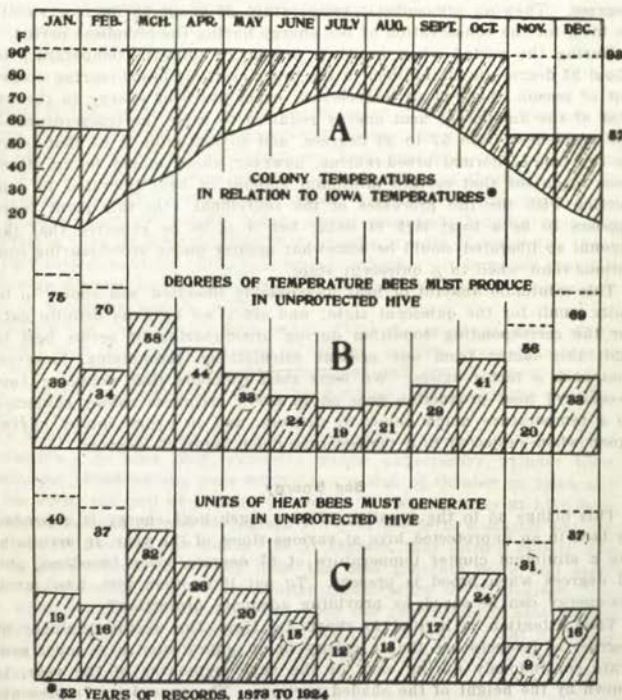 JAN. FEB. MCH. APR. MAY JUNE JULY AUG. SEPT. OCT. NOV. DEC.
F
90°
80
70
60
50
40
30
20
A
COLONY TEMPERATURES
IN RELATION TO IOWA TEMPERATURES*
DEGREES OF TEMPERATURE BEES MUST PRODUCE
IN UNPROTECTED HIVE
75 70 56 69
B
39 34 55 44 33 24 19 21 29 41 20 33
UNITS OF HEAT BEES MUST GENERATE
IN UNPROTECTED HIVE
40 37 31 37
C
19 16 32 26 20 15 12 13 17 24 9 16
* 52 YEARS OF RECORDS, 1873 TO 1924